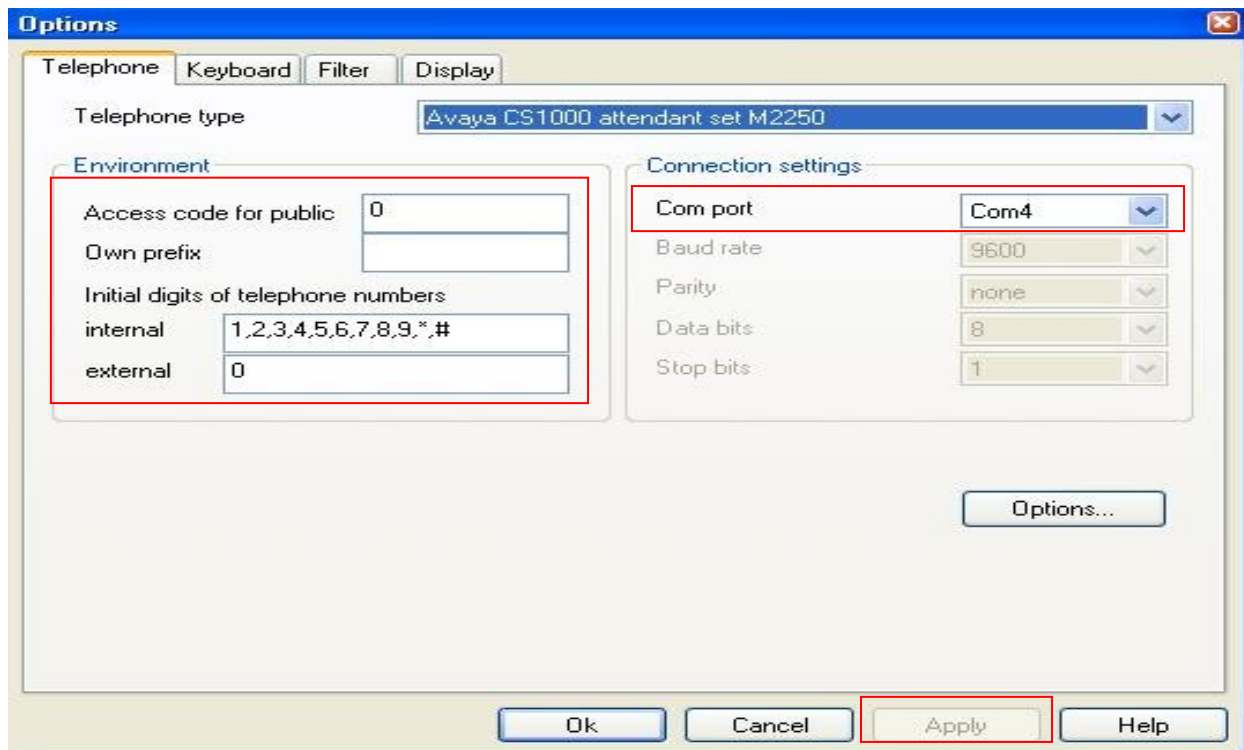 Options
Telephone Keyboard Filter Display
Telephone type Avaya CS1000 attendant set M2250
Environment
Access code for public 0
Own prefix
Initial digits of telephone numbers
internal 1,2,3,4,5,6,7,8,9,*,#
external 0
Connection settings
Com port Com4
Baud rate 9600
Parity none
Data bits 8
Stop bits 1
Options...
Ok Cancel Apply Help